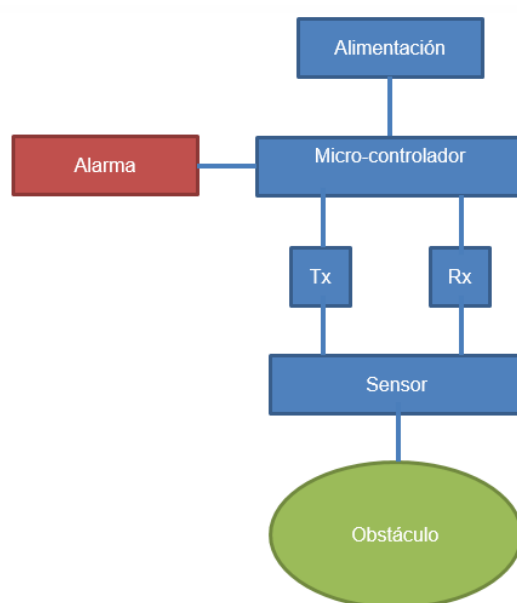 Alimentación
Alarma
Micro-controlador
Tx
Rx
Sensor
Obstáculo